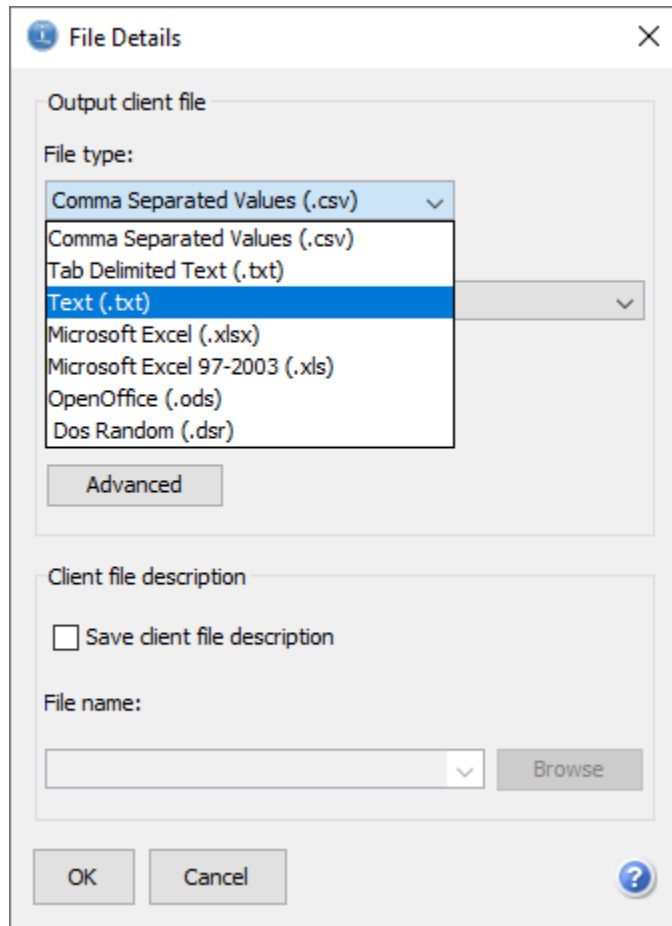 File Details
Output client file
File type:
Comma Separated Values (.csv)
Comma Separated Values (.csv)
Tab Delimited Text (.txt)
Text (.txt)
Microsoft Excel (.xlsx)
Microsoft Excel 97-2003 (.xls)
OpenOffice (.ods)
Dos Random (.dsr)
Advanced
Client file description
Save client file description
File name:
Browse
OK Cancel ?